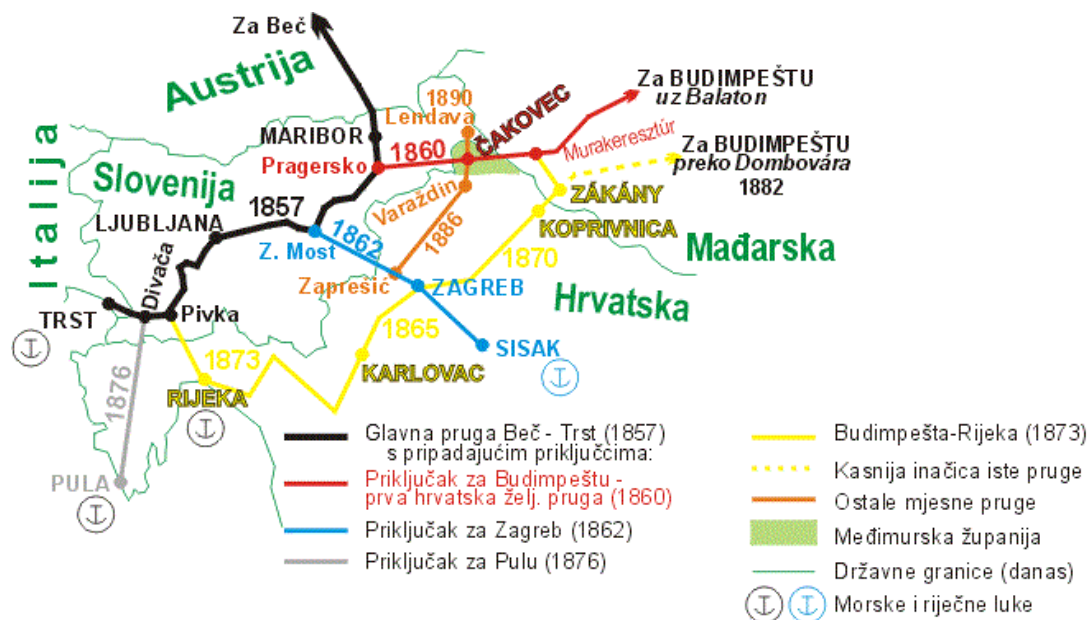 Za Beč
Austrija
1890
Lendava
ČAKOVEC
Za BUDIMPEŠTU
uz Balaton
MARIBOR
Pragersko
1860
Murakeresztúr
Za BUDIMPEŠTU
preko Dombovára
1882
Italija
Slovenija
Varaždin
ZÁKÁNY
KOPRIVNICA
LJUBLJANA
1857
Z. Most
1862
1886
1870
Mađarska
Divača
Zaprešić
ZAGREB
Hrvatska
TRST
Pivka
1865
SISAK
1873
KARLOVAC
1876
RIJEKA
PULA
Glavna pruga Beč - Trst (1857)
s pripadajućim priključcima:
Priključak za Budimpeštu -
prva hrvatska želj. pruga (1860)
Priključak za Zagreb (1862)
Priključak za Pulu (1876)
Budimpešta-Rijeka (1873)
Kasnija inačica iste pruge
Ostale mjesne pruge
Međimurska županija
Državne granice (danas)
Morske i riječne luke